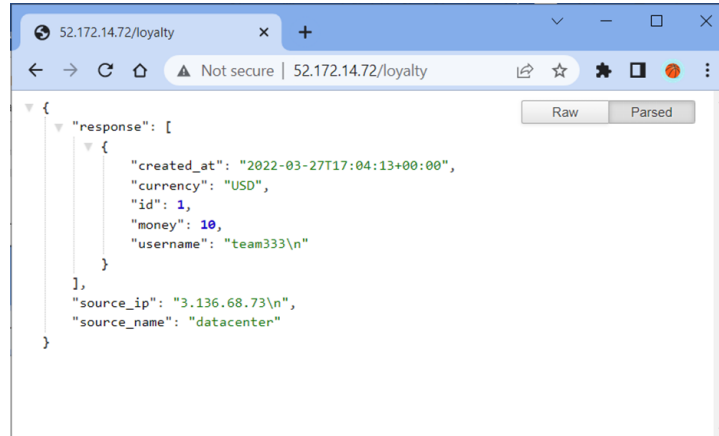 52.172.14.72/loyalty
Not secure | 52.172.14.72/loyalty
Raw Parsed
{
"response": [
{
"created_at": "2022-03-27T17:04:13+00:00",
"currency": "USD",
"id": 1,
"money": 10,
"username": "team333\n"
}
],
"source_ip": "3.136.68.73\n",
"source_name": "datacenter"
}